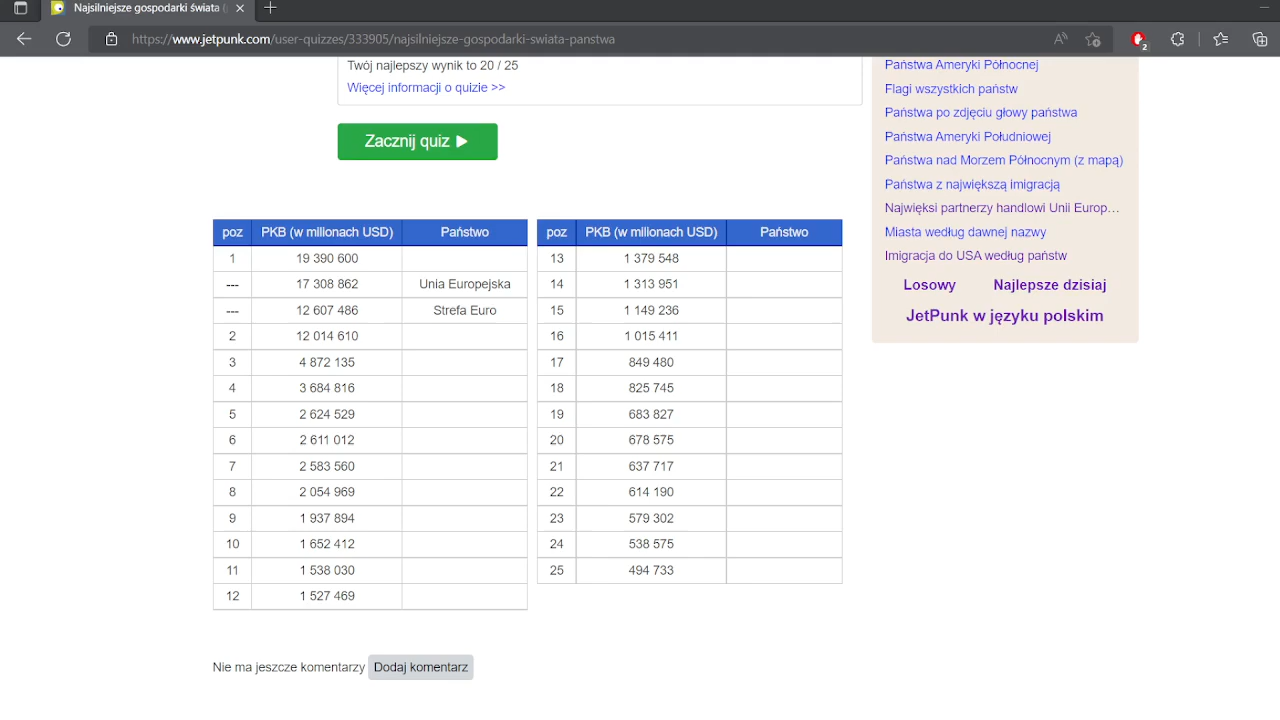 Najsilniejsze gospodarki świata (
https://www.jetpunk.com/user-quizzes/333905/najsilniejsze-gospodarki-swiata-panstwa
2
Twój najlepszy wynik to 20 / 25
Więcej informacji o quizie >>
Zacznij quiz
poz PKB (w milionach USD) Państwo
1 19 390 600
--- 17 308 862 Unia Europejska
--- 12 607 486 Strefa Euro
2 12 014 610
3 4 872 135
4 3 684 816
5 2 624 529
6 2 611 012
7 2 583 560
8 2 054 969
9 1 937 894
10 1 652 412
11 1 538 030
12 1 527 469
poz PKB (w milionach USD) Państwo
13 1 379 548
14 1 313 951
15 1 149 236
16 1 015 411
17 849 480
18 825 745
19 683 827
20 678 575
21 637 717
22 614 190
23 579 302
24 538 575
25 494 733
Państwa Ameryki Północnej
Flagi wszystkich państw
Państwa po zdjęciu głowy państwa
Państwa Ameryki Południowej
Państwa nad Morzem Północnym (z mapą)
Państwa z największą imigracją
Najwięksi partnerzy handlowi Unii Europ…
Miasta według dawnej nazwy
Imigracja do USA według państw
Losowy Najlepsze dzisiaj
JetPunk w języku polskim
Nie ma jeszcze komentarzy Dodaj komentarz